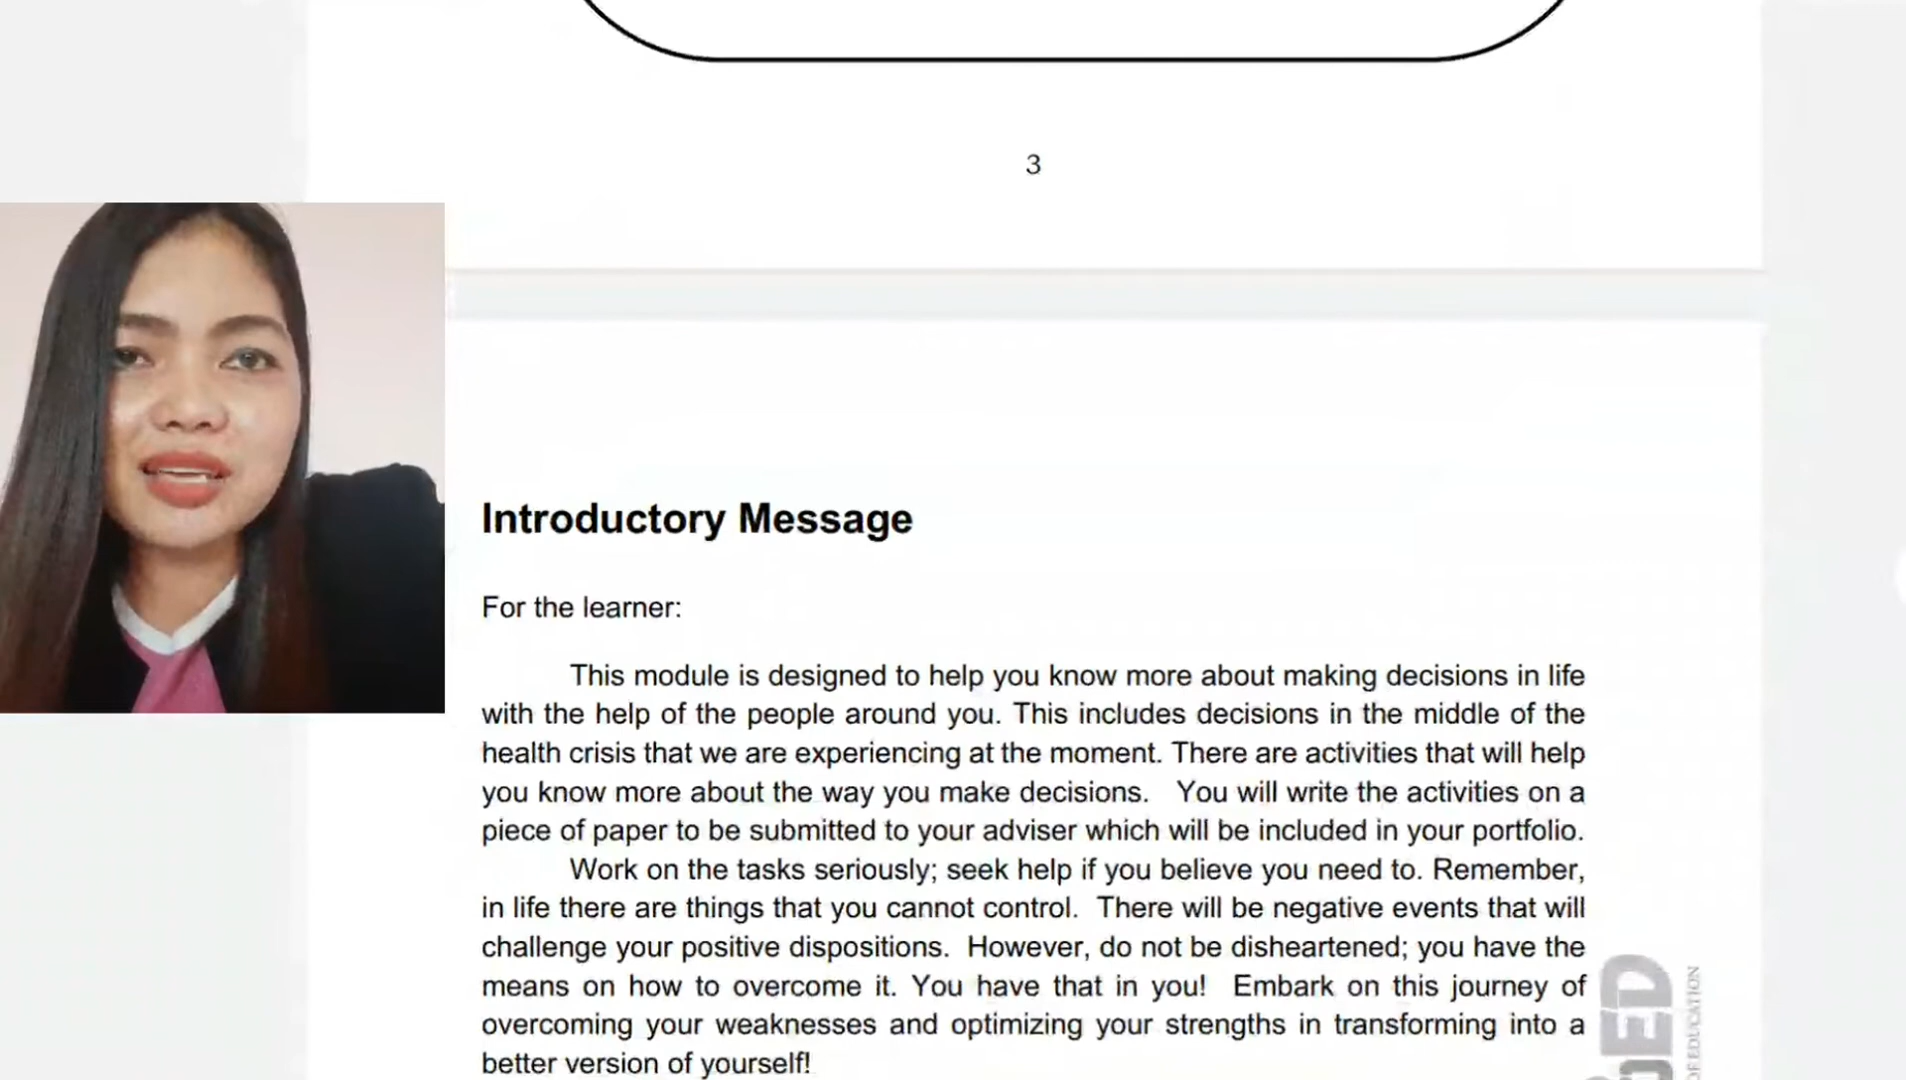 3
Introductory Message
For the learner:
This module is designed to help you know more about making decisions in life
with the help of the people around you. This includes decisions in the middle of the
health crisis that we are experiencing at the moment. There are activities that will help
you know more about the way you make decisions. You will write the activities on a
piece of paper to be submitted to your adviser which will be included in your portfolio.
Work on the tasks seriously; seek help if you believe you need to. Remember,
in life there are things that you cannot control. There will be negative events that will
challenge your positive dispositions. However, do not be disheartened; you have the
means on how to overcome it. You have that in you! Embark on this journey of
overcoming your weaknesses and optimizing your strengths in transforming into a
better version of yourself!
ED
OF EDUCATION